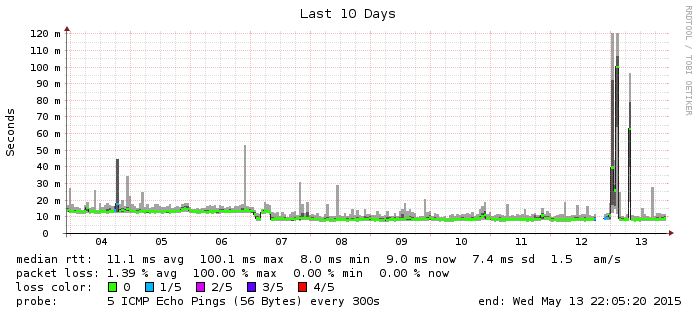 Last 10 Days
RRDTOOL / TOBI OETIKER
Seconds
120 m
110 m
100 m
90 m
80 m
70 m
60 m
50 m
40 m
30 m
20 m
10 m
0
04 05 06 07 08 09 10 11 12 13
median rtt: 11.1 ms avg 100.1 ms max 8.0 ms min 9.0 ms now 7.4 ms sd 1.5 am/s
packet loss: 1.39 % avg 100.00 % max 0.00 % min 0.00 % now
loss color: 0 1/5 2/5 3/5 4/5
probe: 5 ICMP Echo Pings (56 Bytes) every 300s end: Wed May 13 22:05:20 2015